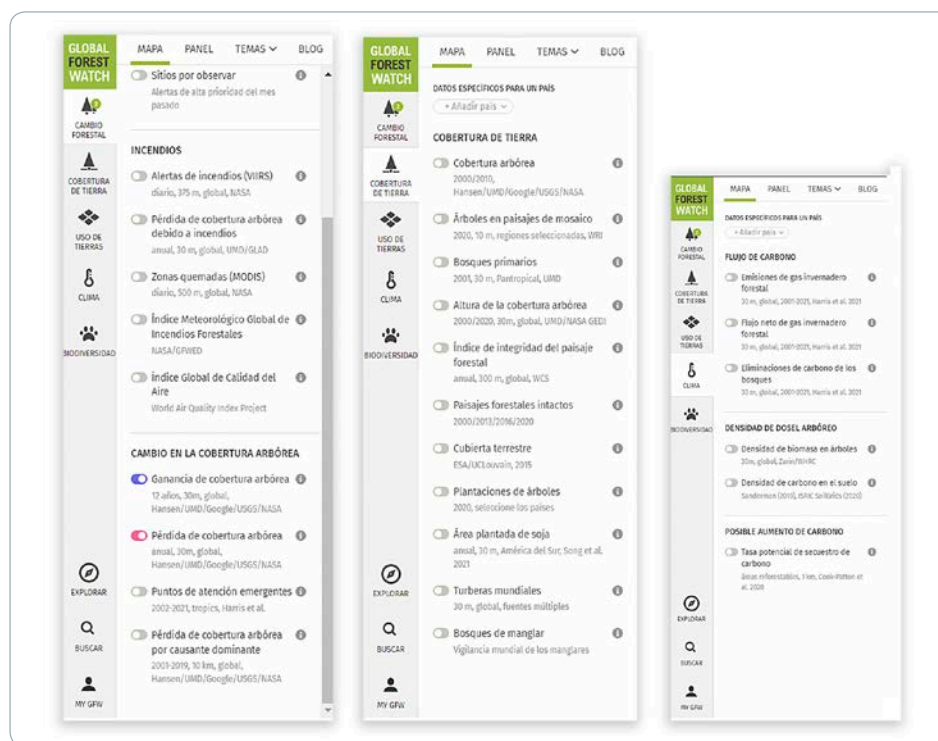 GLOBAL
FOREST
WATCH
MAPA PANEL TEMAS BLOG
Sitios por observar
Alertas de alta prioridad del mes
pasado
2
CAMBIO
FORESTAL
COBERTURA
DE TIERRA
USO DE
TIERRAS
CLIMA
BIODIVERSIDAD
EXPLORAR
BUSCAR
MY GFW
INCENDIOS
Alertas de incendios (VIIRS)
diario, 375 m, global, NASA
Pérdida de cobertura arbórea
debido a incendios
anual, 30 m, global, UMD/GLAD
Zonas quemadas (MODIS)
diario, 500 m, global, NASA
Índice Meteorológico Global de
Incendios Forestales
NASA/GFWED
Índice Global de Calidad del
Aire
World Air Quality Index Project
CAMBIO EN LA COBERTURA ARBÓREA
Ganancia de cobertura arbórea
12 años, 30m, global,
Hansen/UMD/Google/USGS/NASA
Pérdida de cobertura arbórea
anual, 30m, global,
Hansen/UMD/Google/USGS/NASA
Puntos de atención emergentes
2002-2021, tropics, Harris et al.
Pérdida de cobertura arbórea
por causante dominante
2001-2019, 10 km, global,
Hansen/UMD/Google/USGS/NASA
GLOBAL
FOREST
WATCH
MAPA PANEL TEMAS BLOG
CAMBIO
FORESTAL
COBERTURA
DE TIERRA
USO DE
TIERRAS
CLIMA
BIODIVERSIDAD
EXPLORAR
BUSCAR
MY GFW
DATOS ESPECÍFICOS PARA UN PAÍS
+ Añadir país
COBERTURA DE TIERRA
Cobertura arbórea
2000/2010,
Hansen/UMD/Google/USGS/NASA
Árboles en paisajes de mosaico
2020, 10 m, regiones seleccionadas, WRI
Bosques primarios
2001, 30 m, Pantropical, UMD
Altura de la cobertura arbórea
2000/2020, 30m, global, UMD/NASA GEDI
Índice de integridad del paisaje
forestal
anual, 300 m, global, WCS
Paisajes forestales intactos
2000/2013/2016/2020
Cubierta terrestre
ESA/UCLouvain, 2015
Plantaciones de árboles
2020, seleccione los países
Área plantada de soja
anual, 30 m, América del Sur, Song et al.
2021
Turberas mundiales
30 m, global, fuentes múltiples
Bosques de manglar
Vigilancia mundial de los manglares
GLOBAL
FOREST
WATCH
MAPA PANEL TEMAS BLOG
CAMBIO
FORESTAL
COBERTURA
DE TIERRA
USO DE
TIERRAS
CLIMA
BIODIVERSIDAD
EXPLORAR
BUSCAR
MY GFW
DATOS ESPECÍFICOS PARA UN PAÍS
+ Añadir país
FLUJO DE CARBONO
Emisiones de gas invernadero
forestal
30 m, global, 2001-2021, Harris et al. 2021
Flujo neto de gas invernadero
forestal
30 m, global, 2001-2021, Harris et al. 2021
Eliminaciones de carbono de los
bosques
30 m, global, 2001-2021, Harris et al. 2021
DENSIDAD DE DOSEL ARBÓREO
Densidad de biomasa en árboles
30m, global, Zarin/WHRC
Densidad de carbono en el suelo
Sanderman (2019), ISRIC SoilGrids (2020)
POSIBLE AUMENTO DE CARBONO
Tasa potencial de secuestro de
carbono
áreas reforestables, 1 km, Cook-Patton et
al. 2020